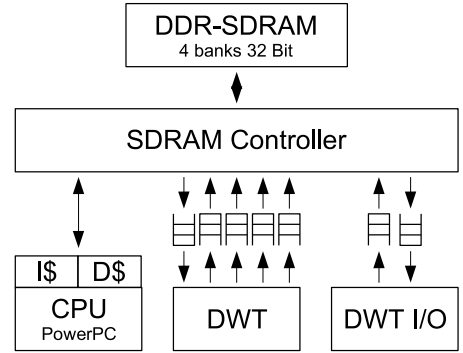 DDR-SDRAM
4 banks 32 Bit
SDRAM Controller
I$ D$
CPU
PowerPC
DWT
DWT I/O